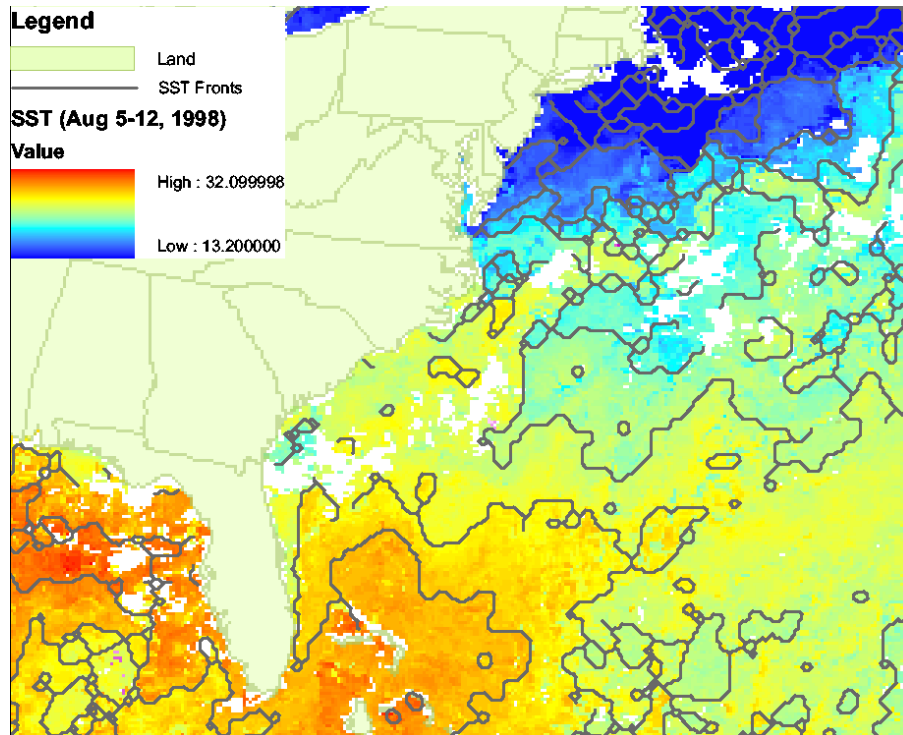 Legend
Land
SST Fronts
SST (Aug 5-12, 1998)
Value
High : 32.099998
Low : 13.200000